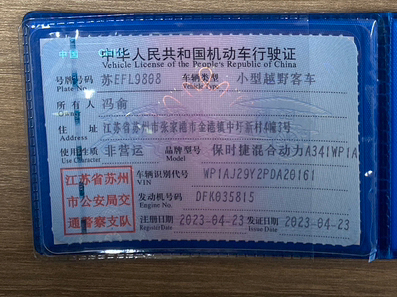 中华人民共和国机动车行驶证
Vehicle License of the People's Republic of China
号牌号码 苏EFL9808 车辆类型 小型越野客车
Plate No. Vehicle Type
所有人 冯俞
Owner
住址 江苏省苏州市张家港市金港镇中圩新村4幢3号
Address
使用性质 非营运 品牌型号 保时捷混合动力A341WP1A
Use Character Model
江苏省苏州市公安局交通警察支队
车辆识别代号 WP1AJ29Y2PDA20161
VIN
发动机号码 DFK035815
Engine No.
注册日期 2023-04-23 发证日期 2023-04-23
Register Date Issue Date